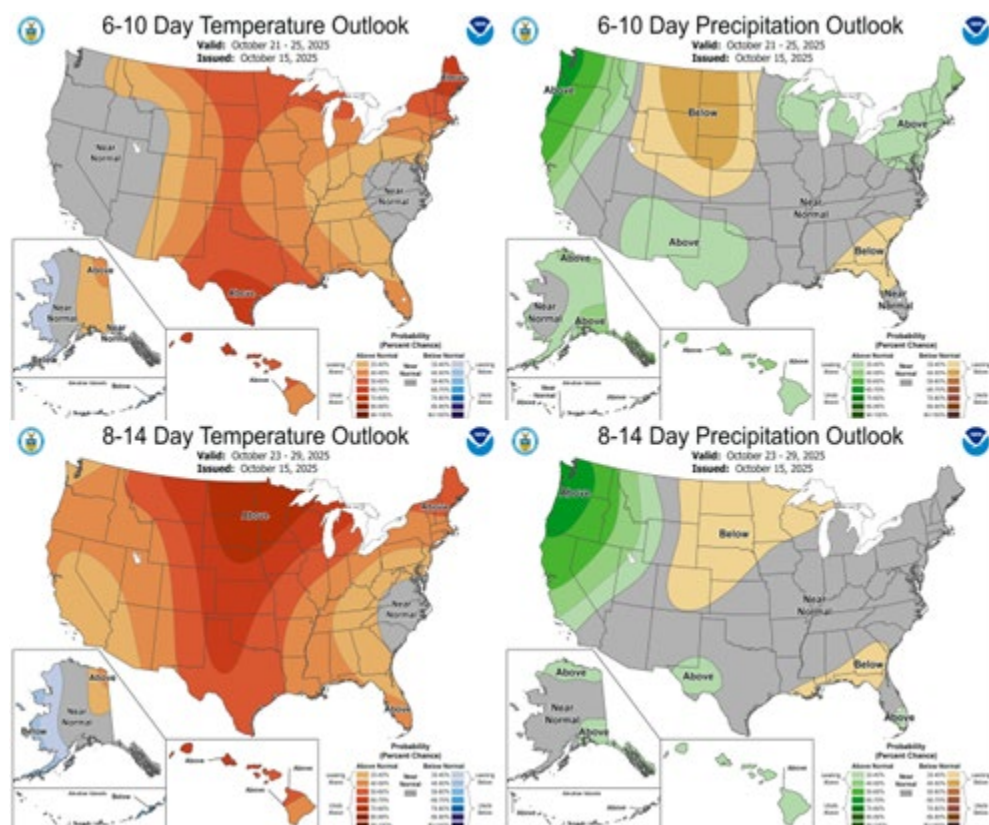 6-10 Day Temperature Outlook
Valid: October 21 - 25, 2025
Issued: October 15, 2025
Above
Near
Normal
Near
Normal
Above
Above
Near
Normal
Near
Normal
Below
Below
Above
Probability
(Percent Chance)
Above Normal
Near
Normal
Below Normal
6-10 Day Precipitation Outlook
Valid: October 21 - 25, 2025
Issued: October 15, 2025
Above
Below
Above
Near
Normal
Above
Below
Near
Normal
Above
Near
Normal
Above
Near
Normal
Above
Above
Above
Probability
(Percent Chance)
Above Normal
Near
Normal
Below Normal
8-14 Day Temperature Outlook
Valid: October 23 - 29, 2025
Issued: October 15, 2025
Above
Above
Near
Normal
Above
Above
Near
Normal
Below
Below
Above
Above
Above
Probability
(Percent Chance)
Above Normal
Near
Normal
Below Normal
8-14 Day Precipitation Outlook
Valid: October 23 - 29, 2025
Issued: October 15, 2025
Above
Below
Near
Normal
Above
Below
Above
Above
Near
Normal
Above
Above
Probability
(Percent Chance)
Above Normal
Near
Normal
Below Normal